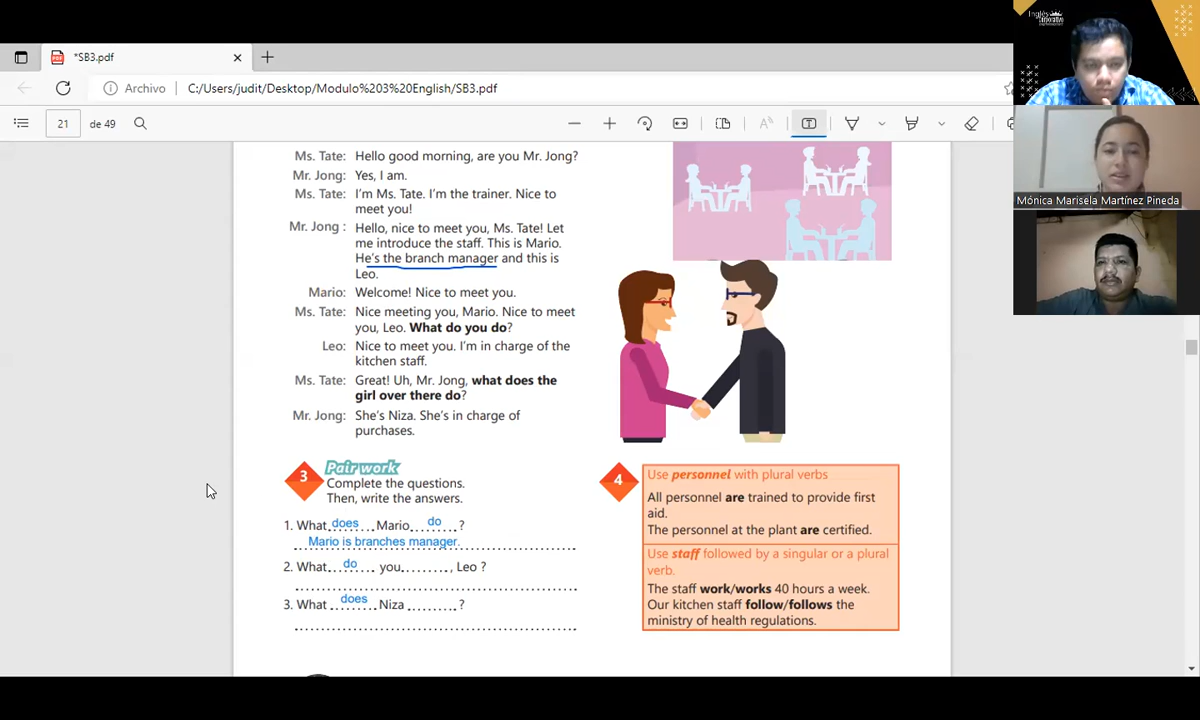 *SB3.pdf
Archivo
C:/Users/judit/Desktop/Modulo%203%20English/SB3.pdf
21
de 49
Inglés
Corporativo
Mónica Marisela Martínez Pineda
Ms. Tate: Hello good morning, are you Mr. Jong?
Mr. Jong: Yes, I am.
Ms. Tate: I'm Ms. Tate. I'm the trainer. Nice to
meet you!
Mr. Jong : Hello, nice to meet you, Ms. Tate! Let
me introduce the staff. This is Mario.
He's the branch manager and this is
Leo.
Mario: Welcome! Nice to meet you.
Ms. Tate: Nice meeting you, Mario. Nice to meet
you, Leo. What do you do?
Leo: Nice to meet you. I'm in charge of the
kitchen staff.
Ms. Tate: Great! Uh, Mr. Jong, what does the
girl over there do?
Mr. Jong: She's Niza. She's in charge of
purchases.
3
Pair work
Complete the questions.
Then, write the answers.
1. What does Mario do ?
Mario is branches manager.
2. What do you.........., Leo ?
3. What does Niza .......... ?
4
Use personnel with plural verbs
All personnel are trained to provide first
aid.
The personnel at the plant are certified.
Use staff followed by a singular or a plural
verb.
The staff work/works 40 hours a week.
Our kitchen staff follow/follows the
ministry of health regulations.